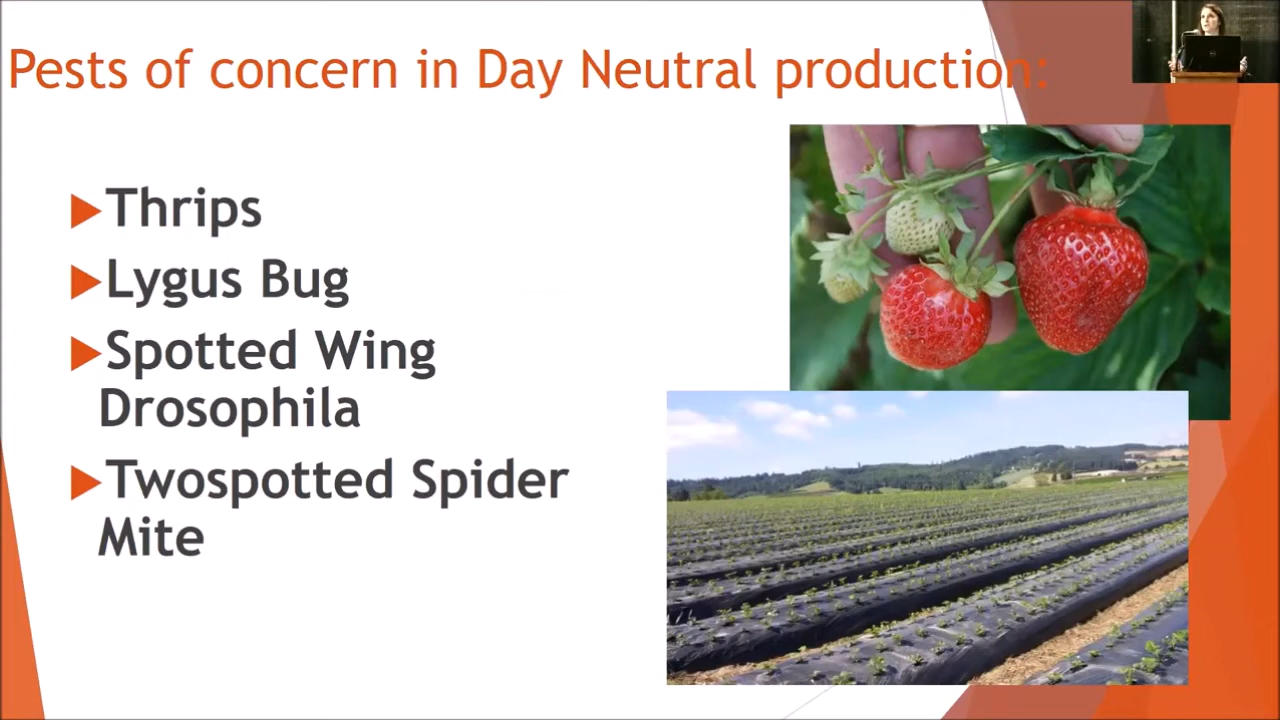 Pests of concern in Day Neutral production:
Thrips
Lygus Bug
Spotted Wing
Drosophila
Twospotted Spider
Mite